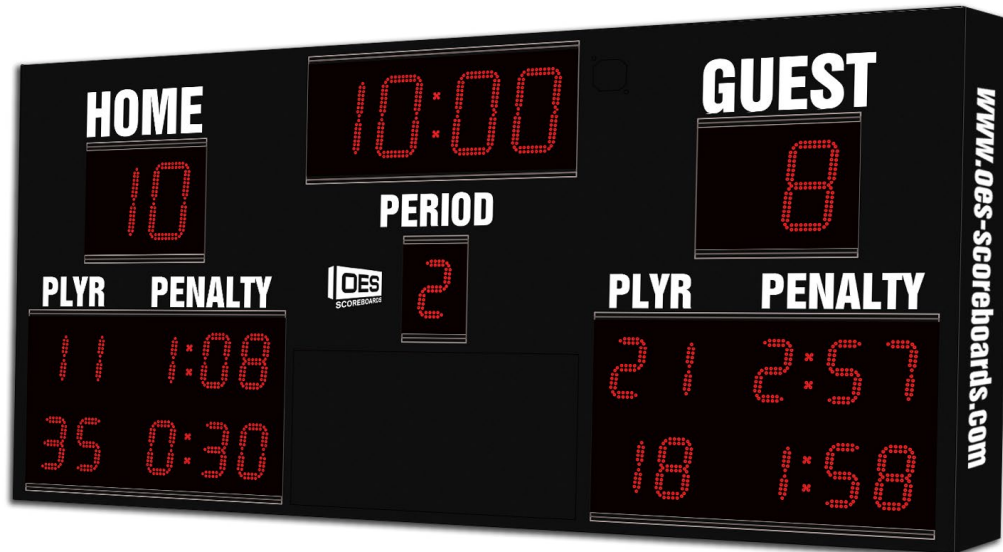 HOME
10:00
GUEST
10
8
PERIOD
2
OES
SCOREBOARDS
PLYR PENALTY
11 1:08
35 0:30
PLYR PENALTY
21 2:57
18 1:58
www.oes-scoreboards.com